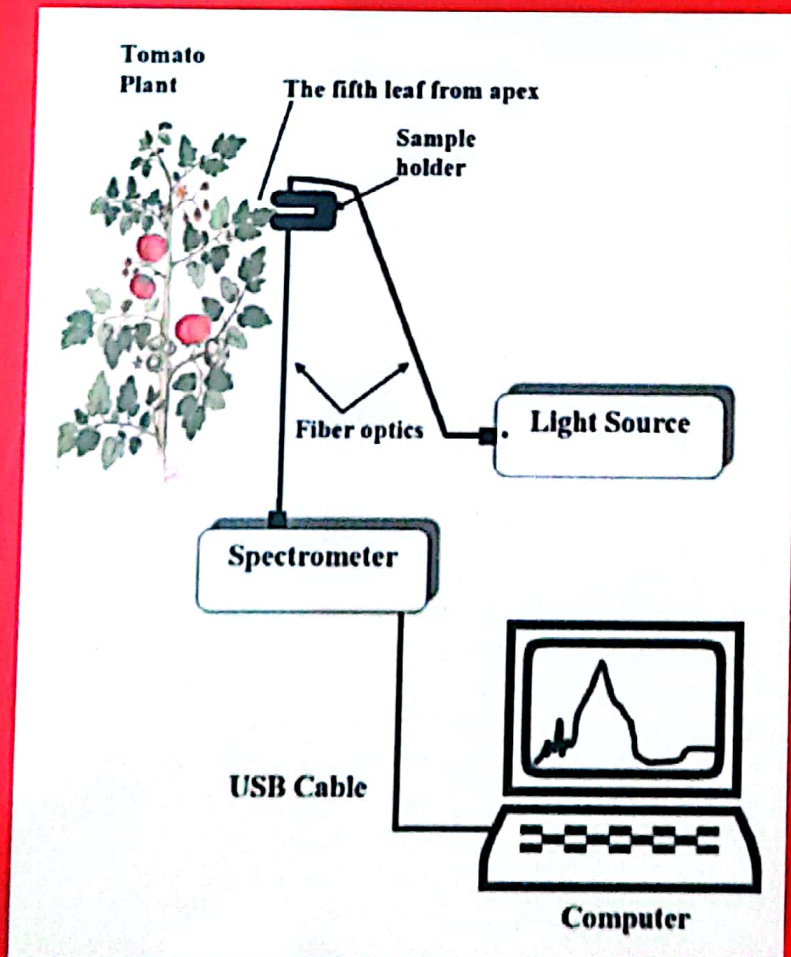 Tomato
Plant
The fifth leaf from apex
Sample
holder
Fiber optics
Light Source
Spectrometer
USB Cable
Computer